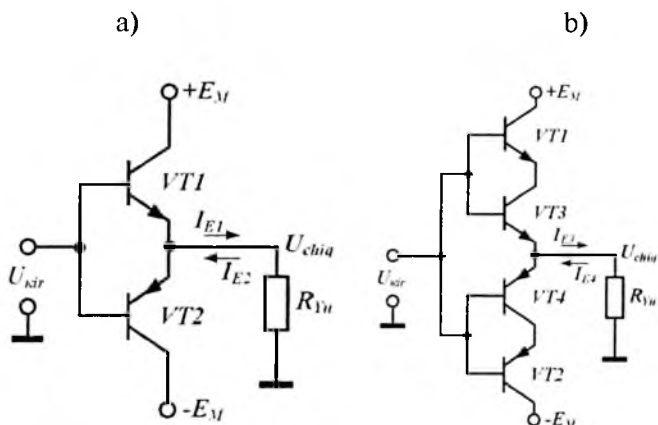 a)
b)
+E_M
VT1
I_E1
U_chiq
I_E2
U_kir
R_Yu
VT2
-E_M
+E_M
VT1
VT3
I_E3
U_chiq
I_E4
U_kir
R_Yu
VT4
VT2
-E_M